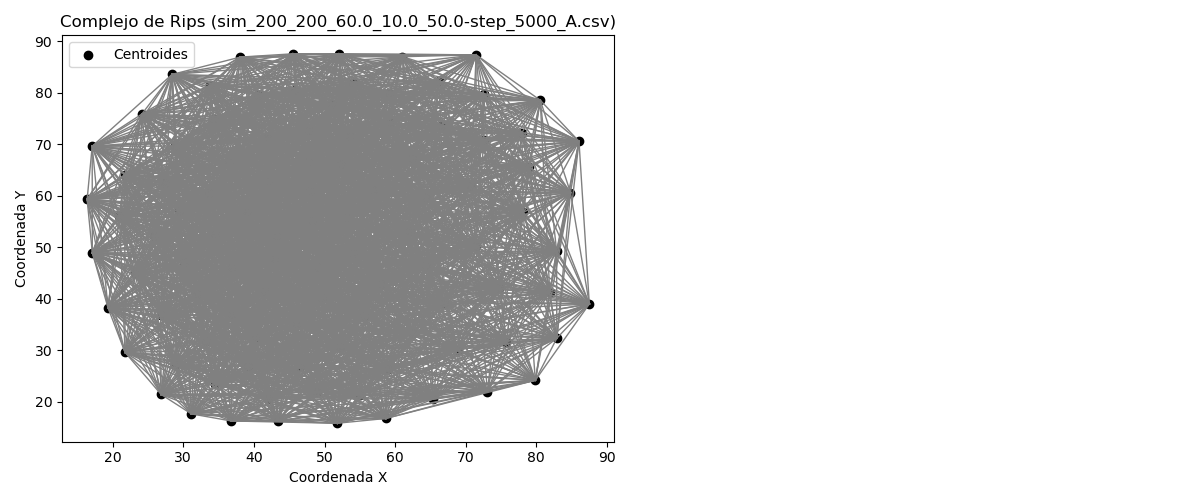 Complejo de Rips (sim_200_200_60.0_10.0_50.0-step_5000_A.csv)
Centroides
Coordenada Y
90
80
70
60
50
40
30
20
20 30 40 50 60 70 80 90
Coordenada X